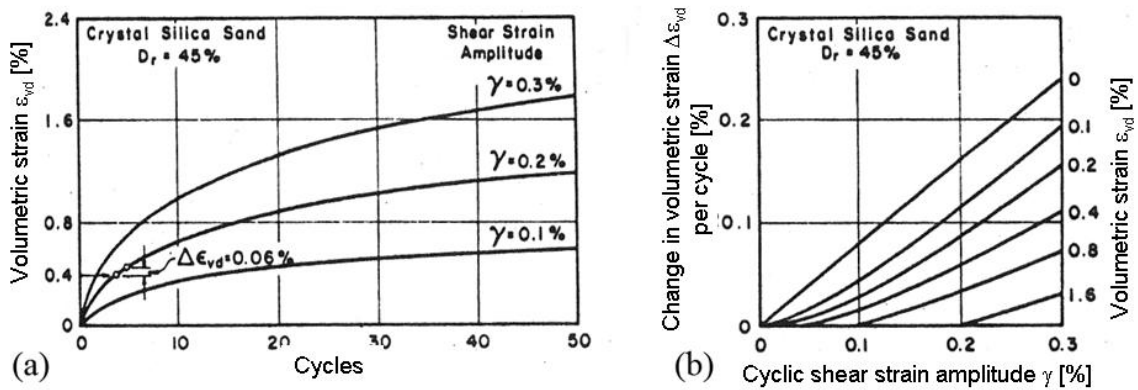 2.4
1.6
0.8
0.4
0
Volumetric strain εvd [%]
Crystal Silica Sand
Dr = 45%
Shear Strain
Amplitude
γ=0.3%
γ=0.2%
γ=0.1%
Δϵvd=0.06%
0 10 20 30 40 50
Cycles
(a)
0.3
0.2
0.1
0
Change in volumetric strain Δεvd
per cycle [%]
Crystal Silica Sand
Dr = 45%
0
0.1
0.2
0.4
0.8
1.6
Volumetric strain εvd [%]
0 0.1 0.2 0.3
Cyclic shear strain amplitude γ [%]
(b)